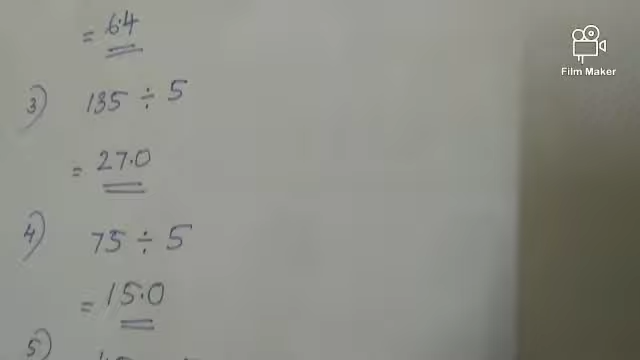 = 6.4
3) 135 ÷ 5
= 27.0
4) 75 ÷ 5
= 15.0
5)
Film Maker